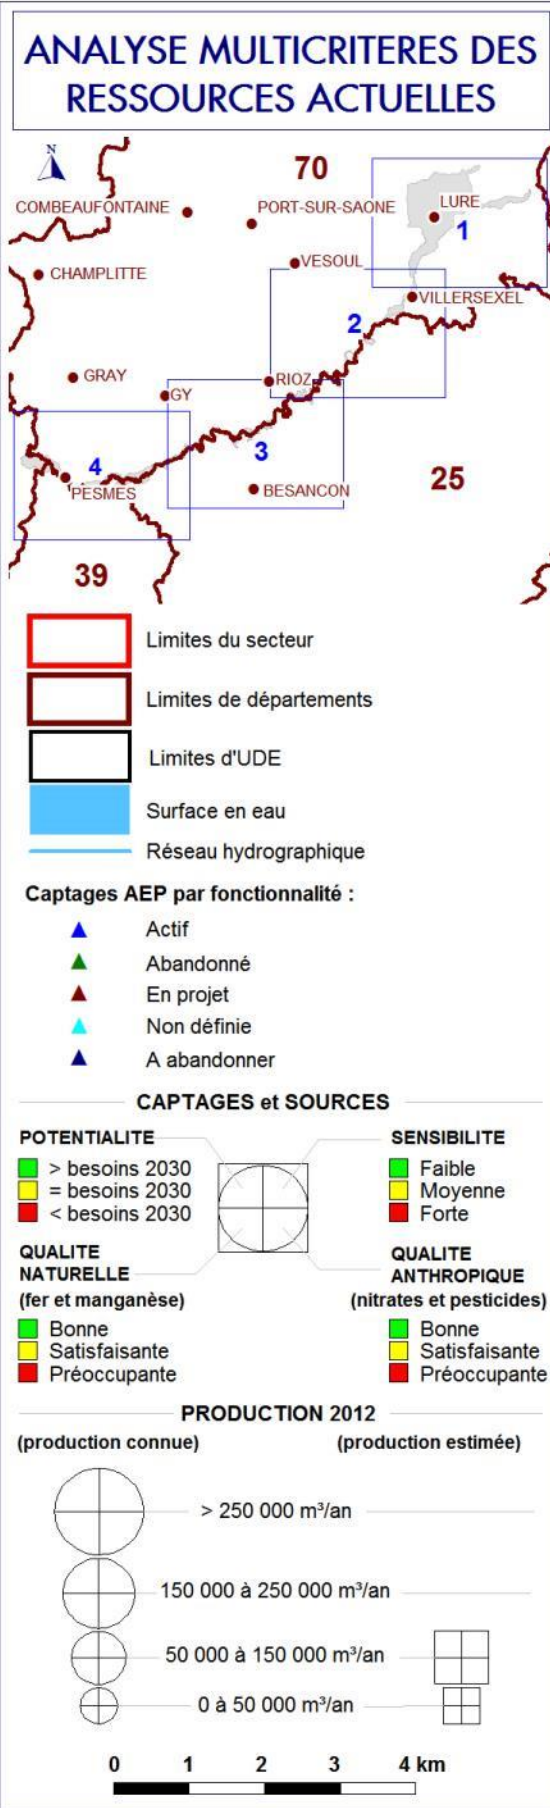 ANALYSE MULTICRITERES DES
RESSOURCES ACTUELLES
N
70
COMBEAUFONTAINE
PORT-SUR-SAONE
LURE
1
VESOUL
CHAMPLITTE
VILLERSEXEL
2
GRAY
RIOZ
GY
3
4
25
PESMES
BESANCON
39
Limites du secteur
Limites de départements
Limites d'UDE
Surface en eau
Réseau hydrographique
Captages AEP par fonctionnalité :
Actif
Abandonné
En projet
Non définie
A abandonner
CAPTAGES et SOURCES
POTENTIALITE
> besoins 2030
= besoins 2030
< besoins 2030
SENSIBILITE
Faible
Moyenne
Forte
QUALITE
NATURELLE
(fer et manganèse)
Bonne
Satisfaisante
Préoccupante
QUALITE
ANTHROPIQUE
(nitrates et pesticides)
Bonne
Satisfaisante
Préoccupante
PRODUCTION 2012
(production connue) (production estimée)
> 250 000 m³/an
150 000 à 250 000 m³/an
50 000 à 150 000 m³/an
0 à 50 000 m³/an
0 1 2 3 4 km